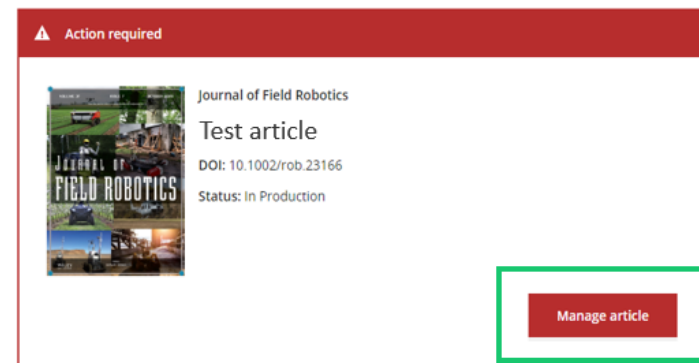 Action required
Journal of Field Robotics
Test article
DOI: 10.1002/rob.23166
Status: In Production
JOURNAL OF
FIELD ROBOTICS
Manage article